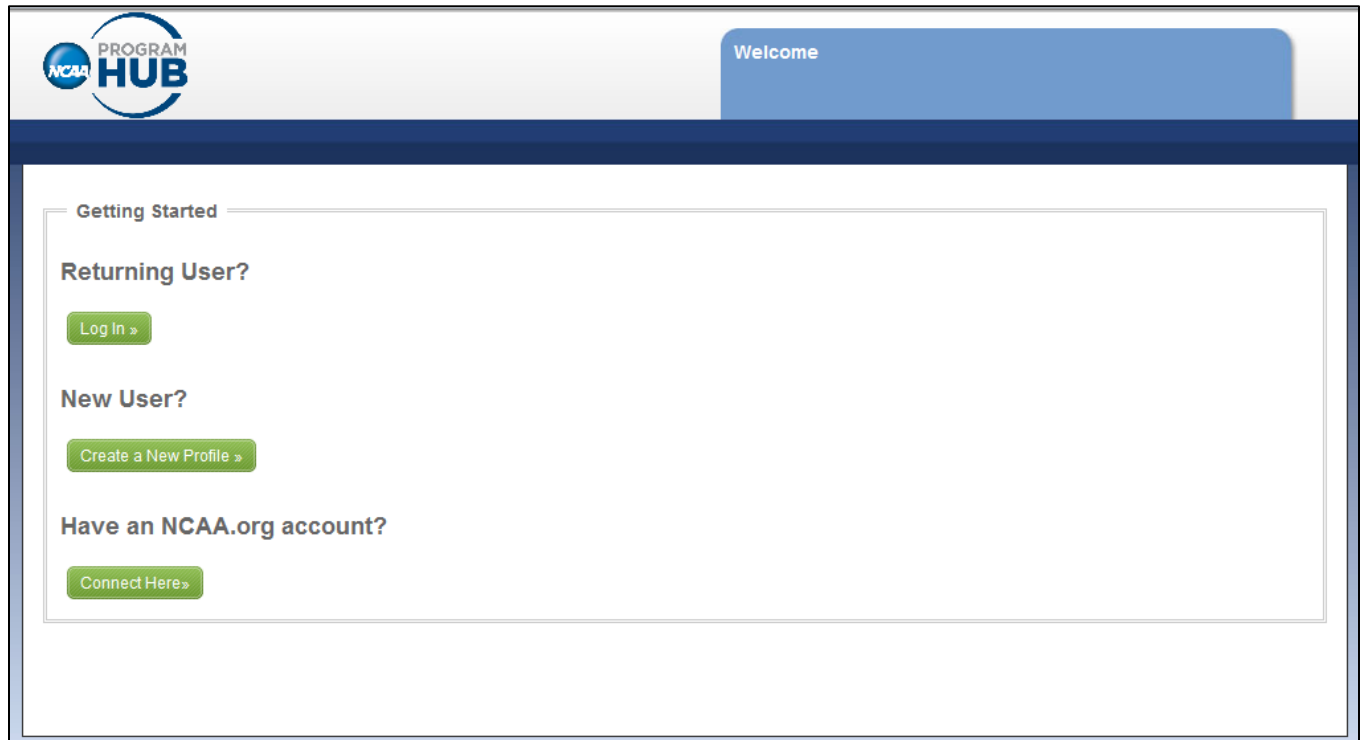 PROGRAM
NCAA HUB
Welcome
Getting Started
Returning User?
Log In »
New User?
Create a New Profile »
Have an NCAA.org account?
Connect Here»